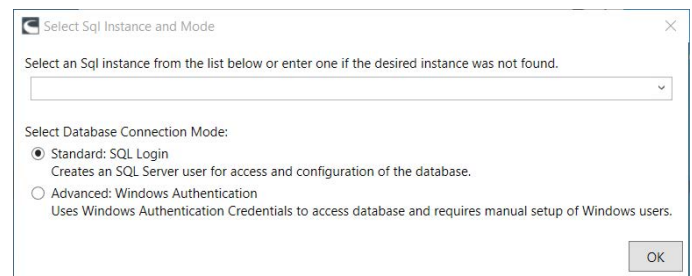 Select Sql Instance and Mode
Select an Sql instance from the list below or enter one if the desired instance was not found.
Select Database Connection Mode:
Standard: SQL Login
Creates an SQL Server user for access and configuration of the database.
Advanced: Windows Authentication
Uses Windows Authentication Credentials to access database and requires manual setup of Windows users.
OK